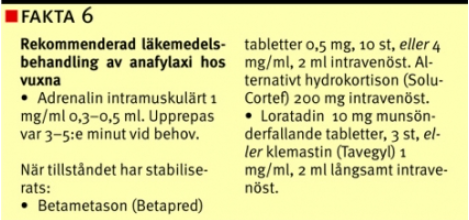 FAKTA 6
Rekommenderad läkemedels-
behandling av anafylaxi hos
vuxna
• Adrenalin intramuskulärt 1
mg/ml 0,3–0,5 ml. Upprepas
var 3–5:e minut vid behov.
När tillståndet har stabilise-
rats:
• Betametason (Betapred)
tabletter 0,5 mg, 10 st, eller 4
mg/ml, 2 ml intravenöst. Al-
ternativt hydrokortison (Solu-
Cortef) 200 mg intravenöst.
• Loratadin 10 mg munsön-
derfallande tabletter, 3 st, el-
ler klemastin (Tavegyl) 1
mg/ml, 2 ml långsamt intrave-
nöst.